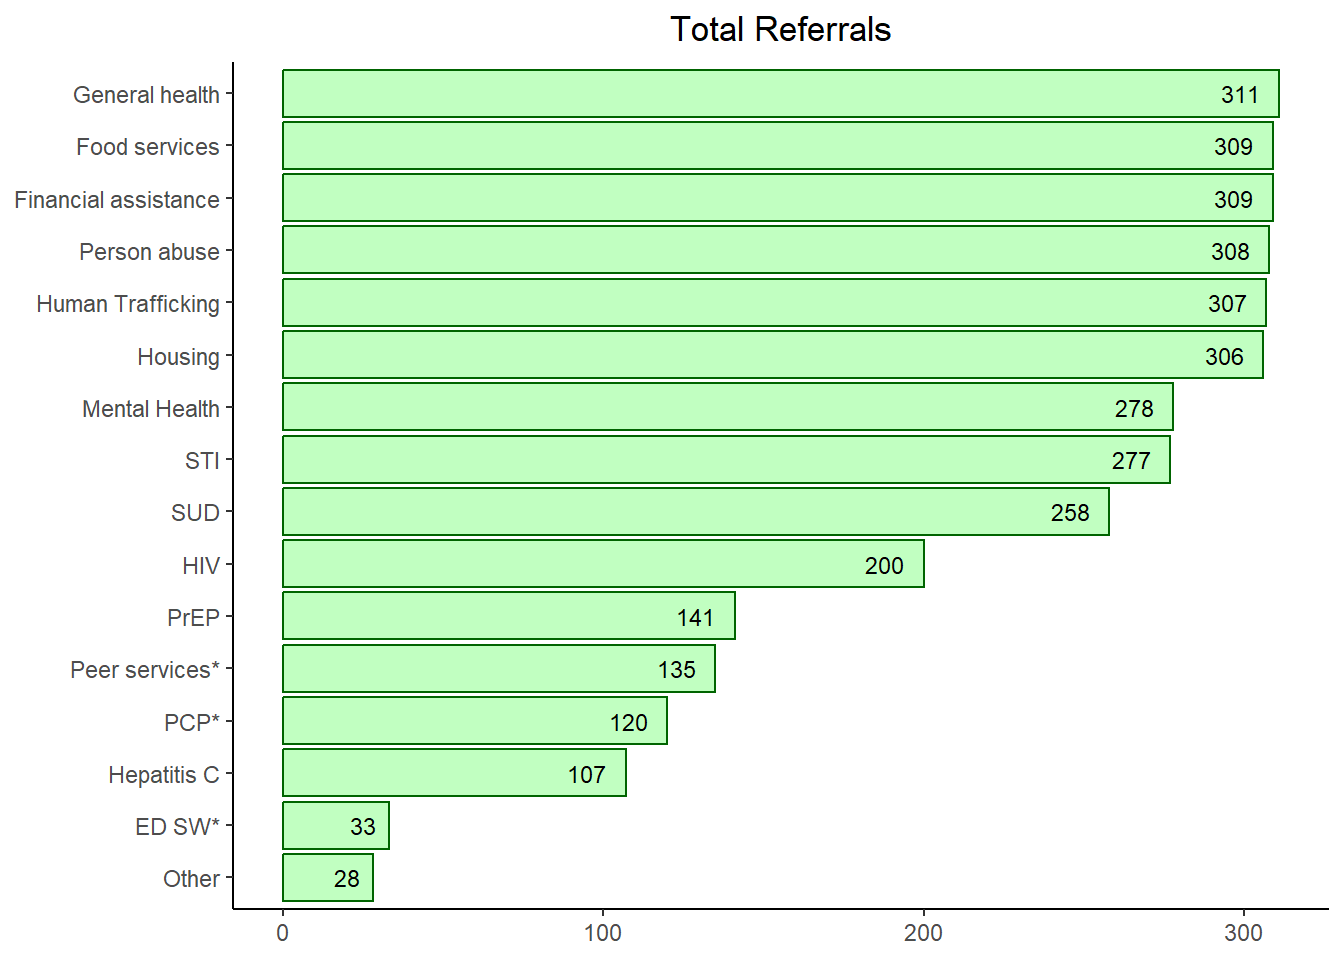 Total Referrals
General health 311
Food services 309
Financial assistance 309
Person abuse 308
Human Trafficking 307
Housing 306
Mental Health 278
STI 277
SUD 258
HIV 200
PrEP 141
Peer services* 135
PCP* 120
Hepatitis C 107
ED SW* 33
Other 28
0 100 200 300